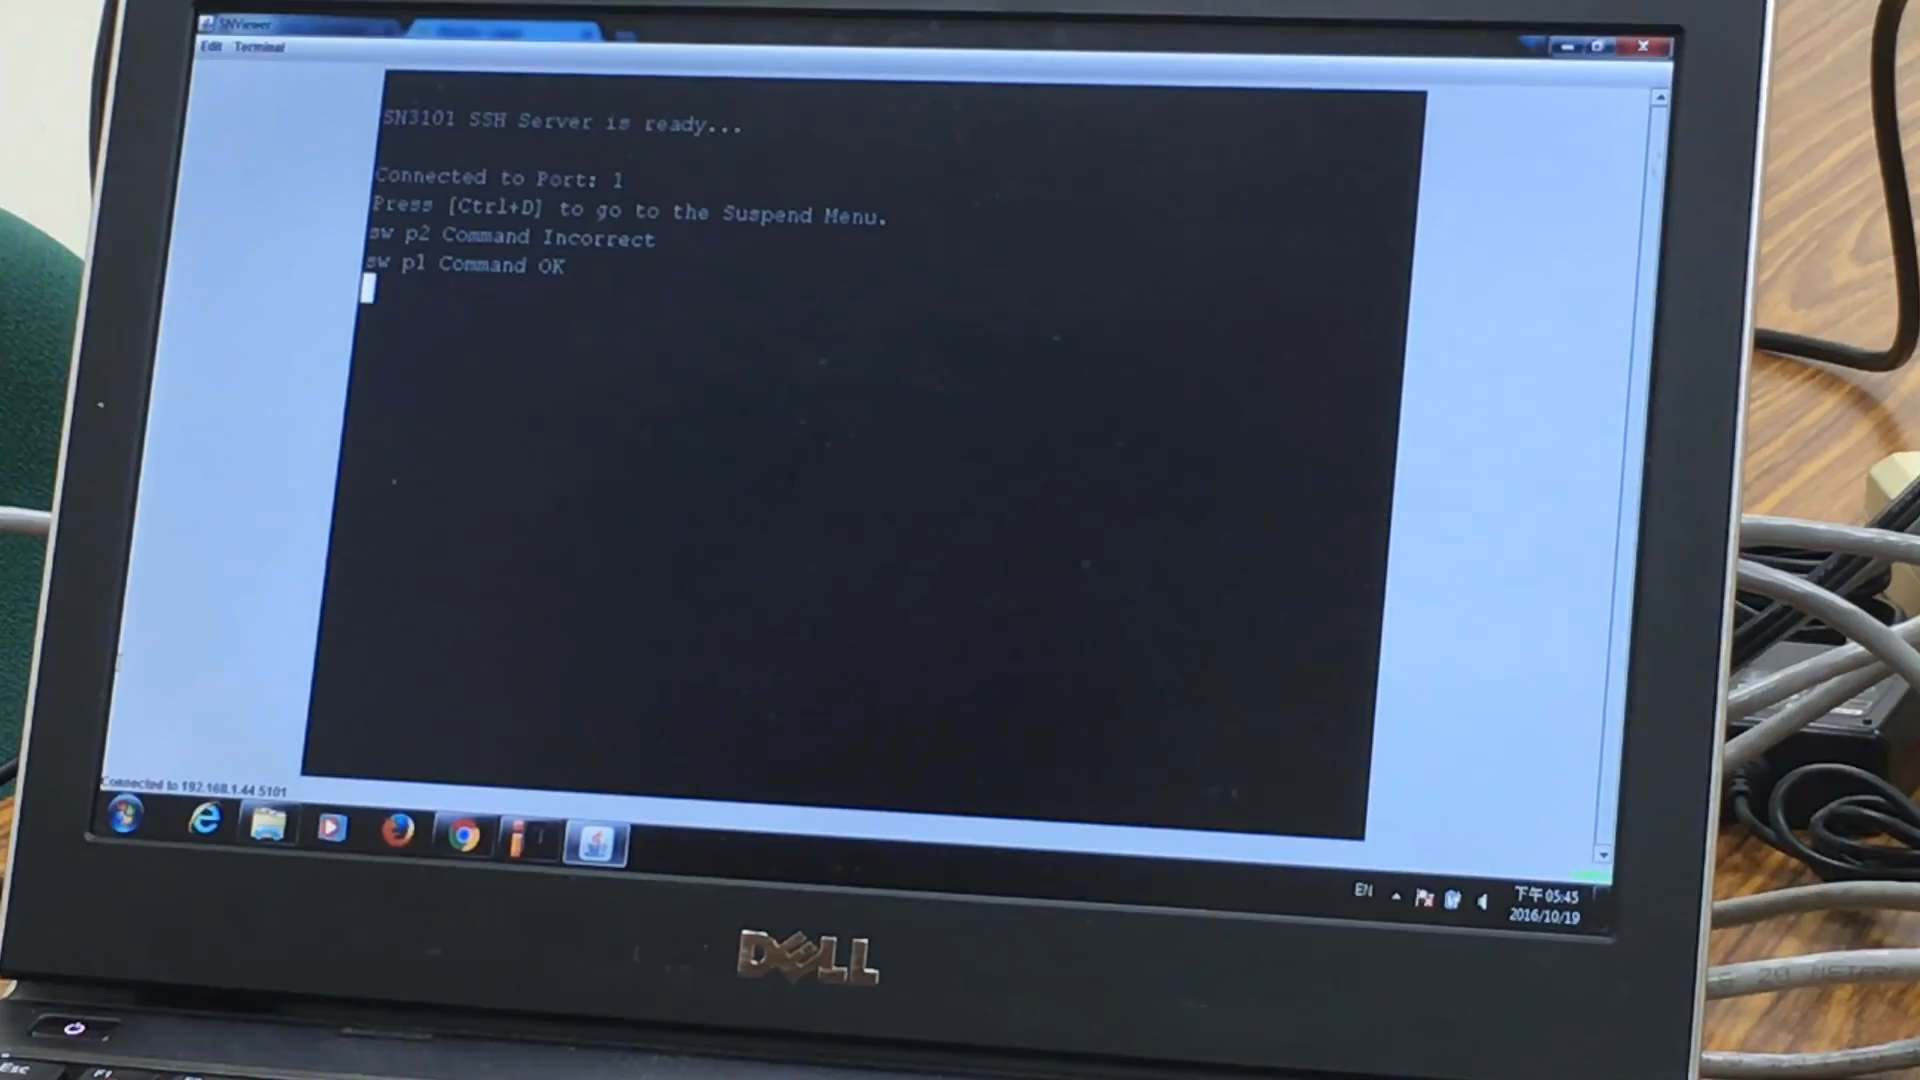 SNViewer
Edit Terminal
SN3101 SSH Server is ready...
Connected to Port: 1
Press [Ctrl+D] to go to the Suspend Menu.
sw p2 Command Incorrect
sw p1 Command OK
Connected to 192.168.1.44 5101
EN
下午 05:45
2016/10/19
DELL
Esc
F1